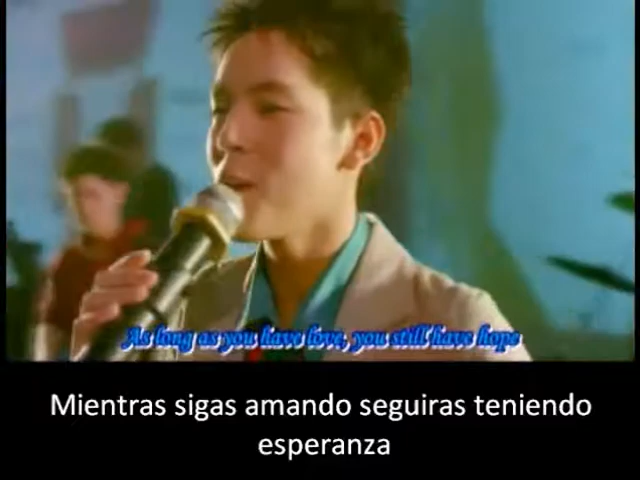 As long as you have love, you still have hope
Mientras sigas amando seguiras teniendo
esperanza